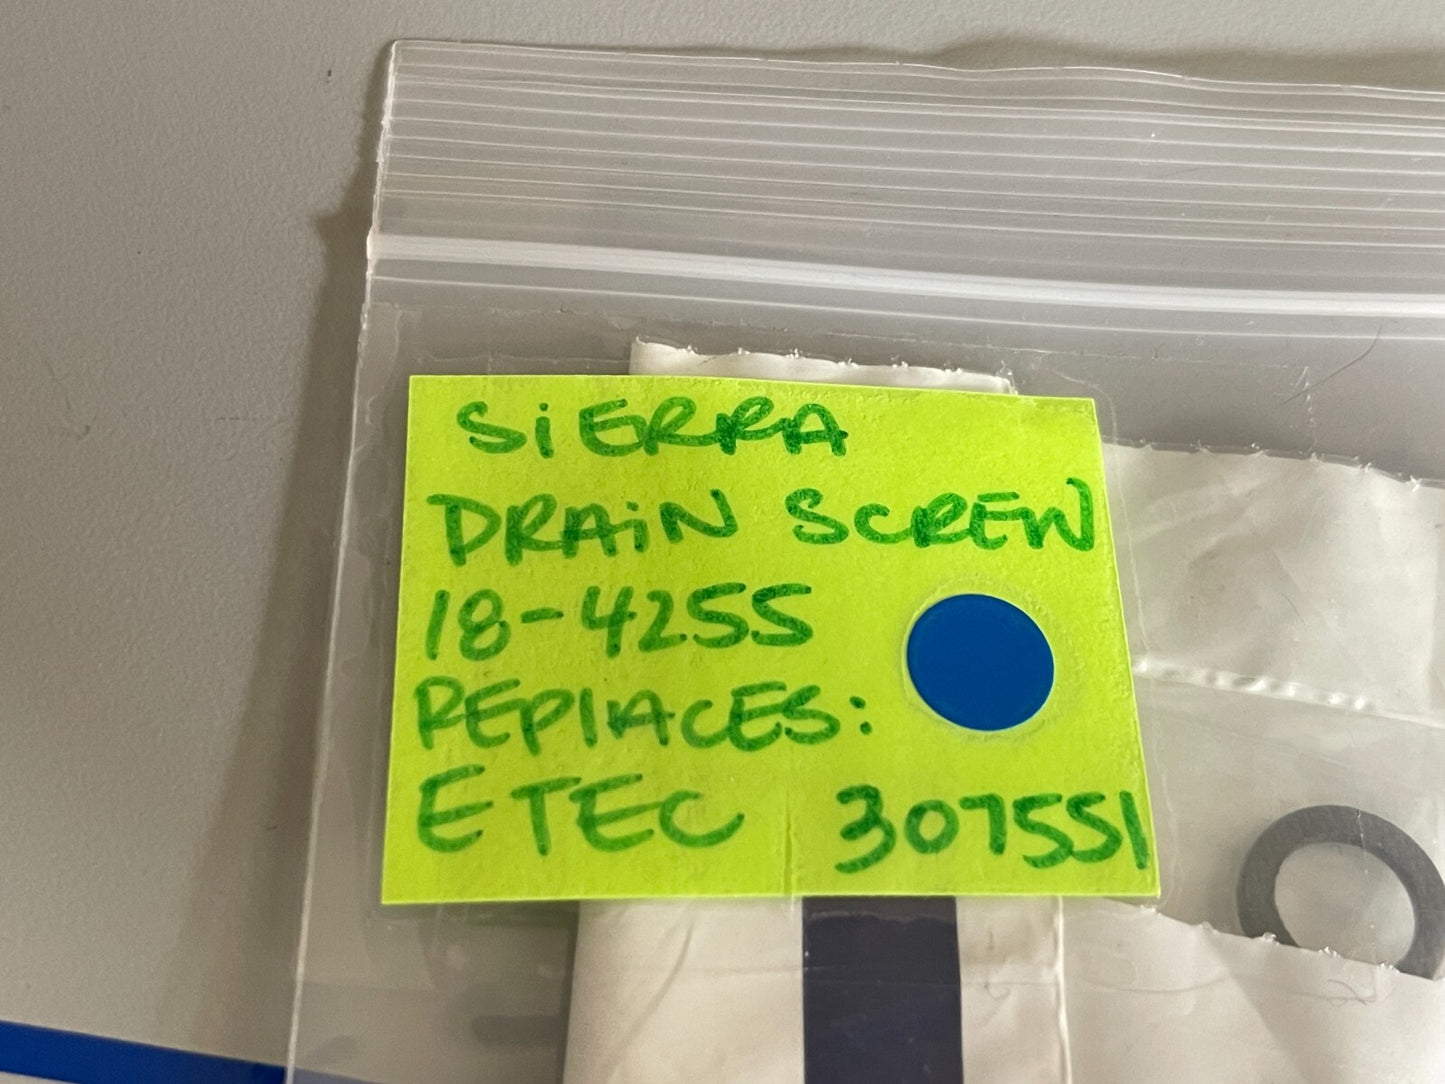 SiERRA
DRAiN SCREW
18-4255
REPlACES:
ETEC 307551